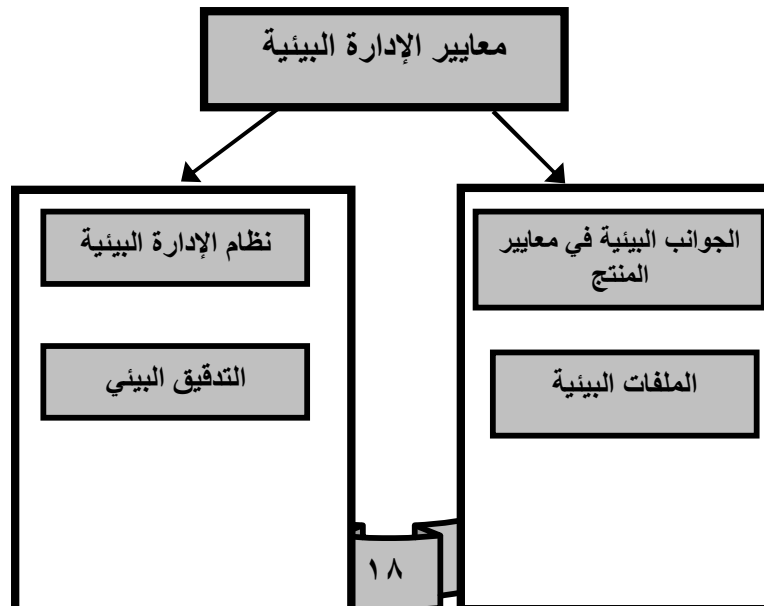 معايير الإدارة البيئية
الجوانب البيئية في معايير
المنتج
الملفات البيئية
نظام الإدارة البيئية
التدقيق البيئي
١٨